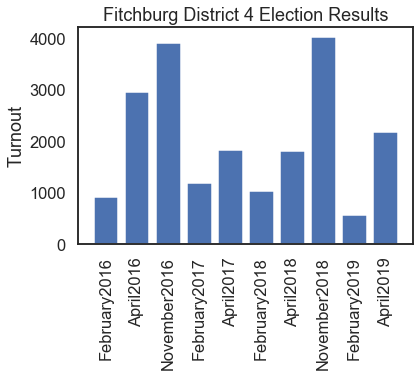 Fitchburg District 4 Election Results
Turnout
4000
3000
2000
1000
0
February2016
April2016
November2016
February2017
April2017
February2018
April2018
November2018
February2019
April2019